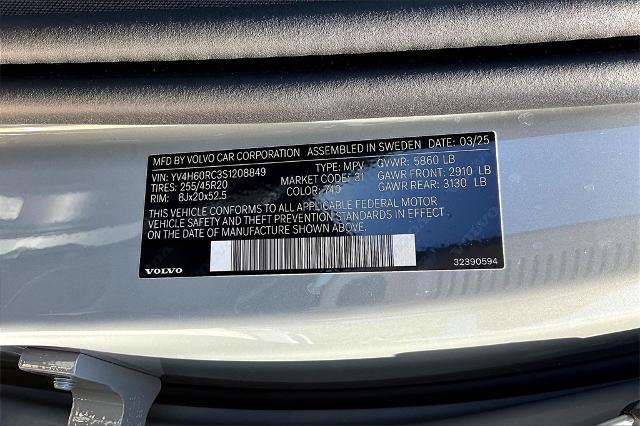 MFD BY VOLVO CAR CORPORATION ASSEMBLED IN SWEDEN DATE: 03/25
VIN: YV4H60RC3S1208849 TYPE: MPV GVWR: 5860 LB
TIRES: 255/45R20 MARKET CODE: 31 GAWR FRONT: 2910 LB
RIM: 8Jx20x52.5 COLOR: 740 GAWR REAR: 3130 LB
THIS VEHICLE CONFORMS TO ALL APPLICABLE FEDERAL MOTOR
VEHICLE SAFETY AND THEFT PREVENTION STANDARDS IN EFFECT
ON THE DATE OF MANUFACTURE SHOWN ABOVE.
VOLVO 32390594